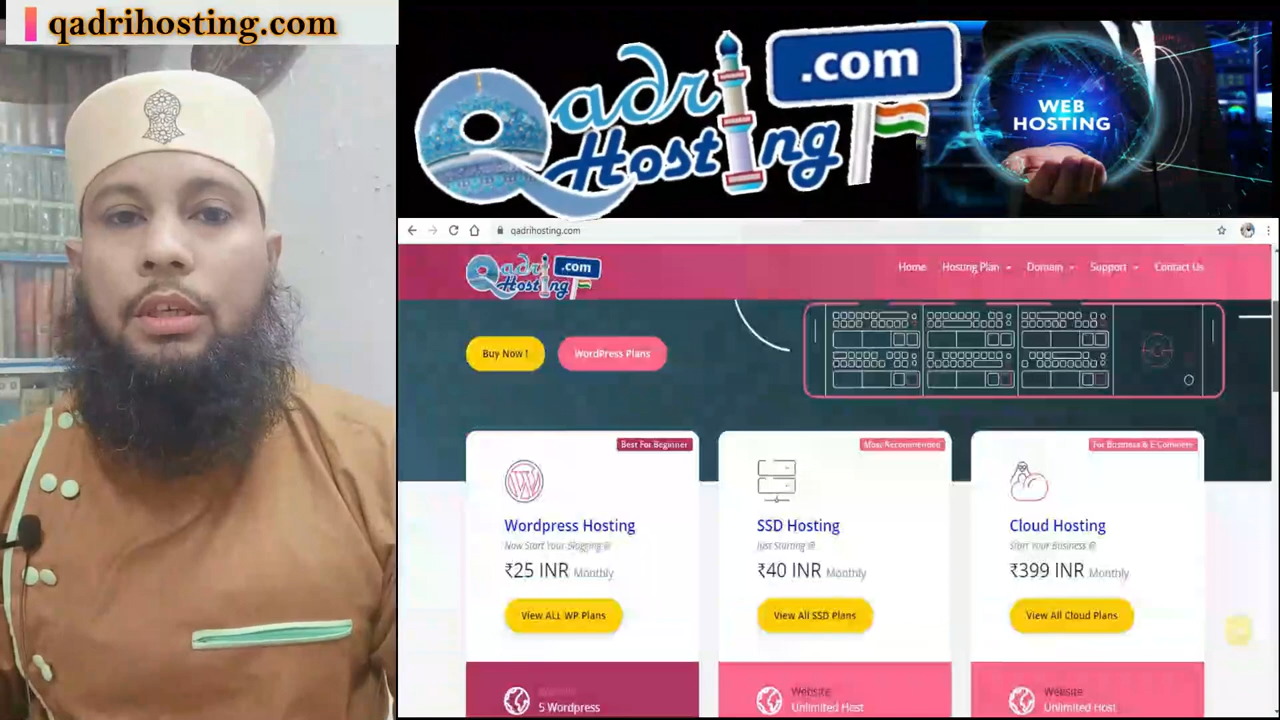 qadrihosting.com
Qadri
.com
Hosting
WEB
HOSTING
qadrihosting.com
Qadri
.com
Hosting
Home
Hosting Plan
Domain
Support
Contact Us
Buy Now !
WordPress Plans
Best For Beginner
Most Recommended
For Business & E-Commere
Wordpress Hosting
SSD Hosting
Cloud Hosting
Now Start Your Blogging @
Just Starting @
Start Your Business @
₹25 INR Monthly
₹40 INR Monthly
₹399 INR Monthly
View ALL WP Plans
View All SSD Plans
View All Cloud Plans
Website
Website
5 Wordpress
Unlimited Host
Unlimited Host